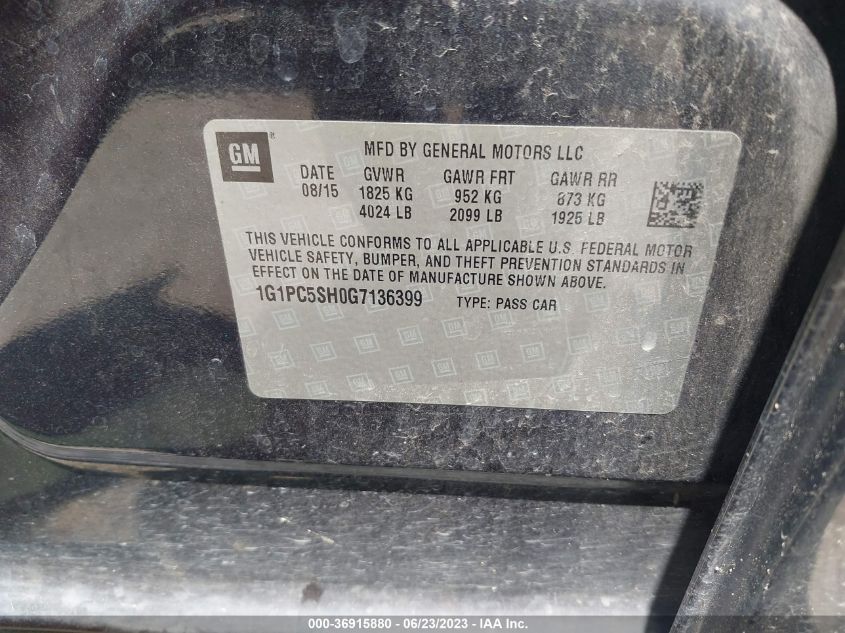 GM ®
MFD BY GENERAL MOTORS LLC
DATE GVWR GAWR FRT GAWR RR
08/15 1825 KG 952 KG 873 KG
4024 LB 2099 LB 1925 LB
THIS VEHICLE CONFORMS TO ALL APPLICABLE U.S. FEDERAL MOTOR
VEHICLE SAFETY, BUMPER, AND THEFT PREVENTION STANDARDS IN
EFFECT ON THE DATE OF MANUFACTURE SHOWN ABOVE.
1G1PC5SH0G7136399 TYPE: PASS CAR
000-36915880 - 06/23/2023 - IAAI.com